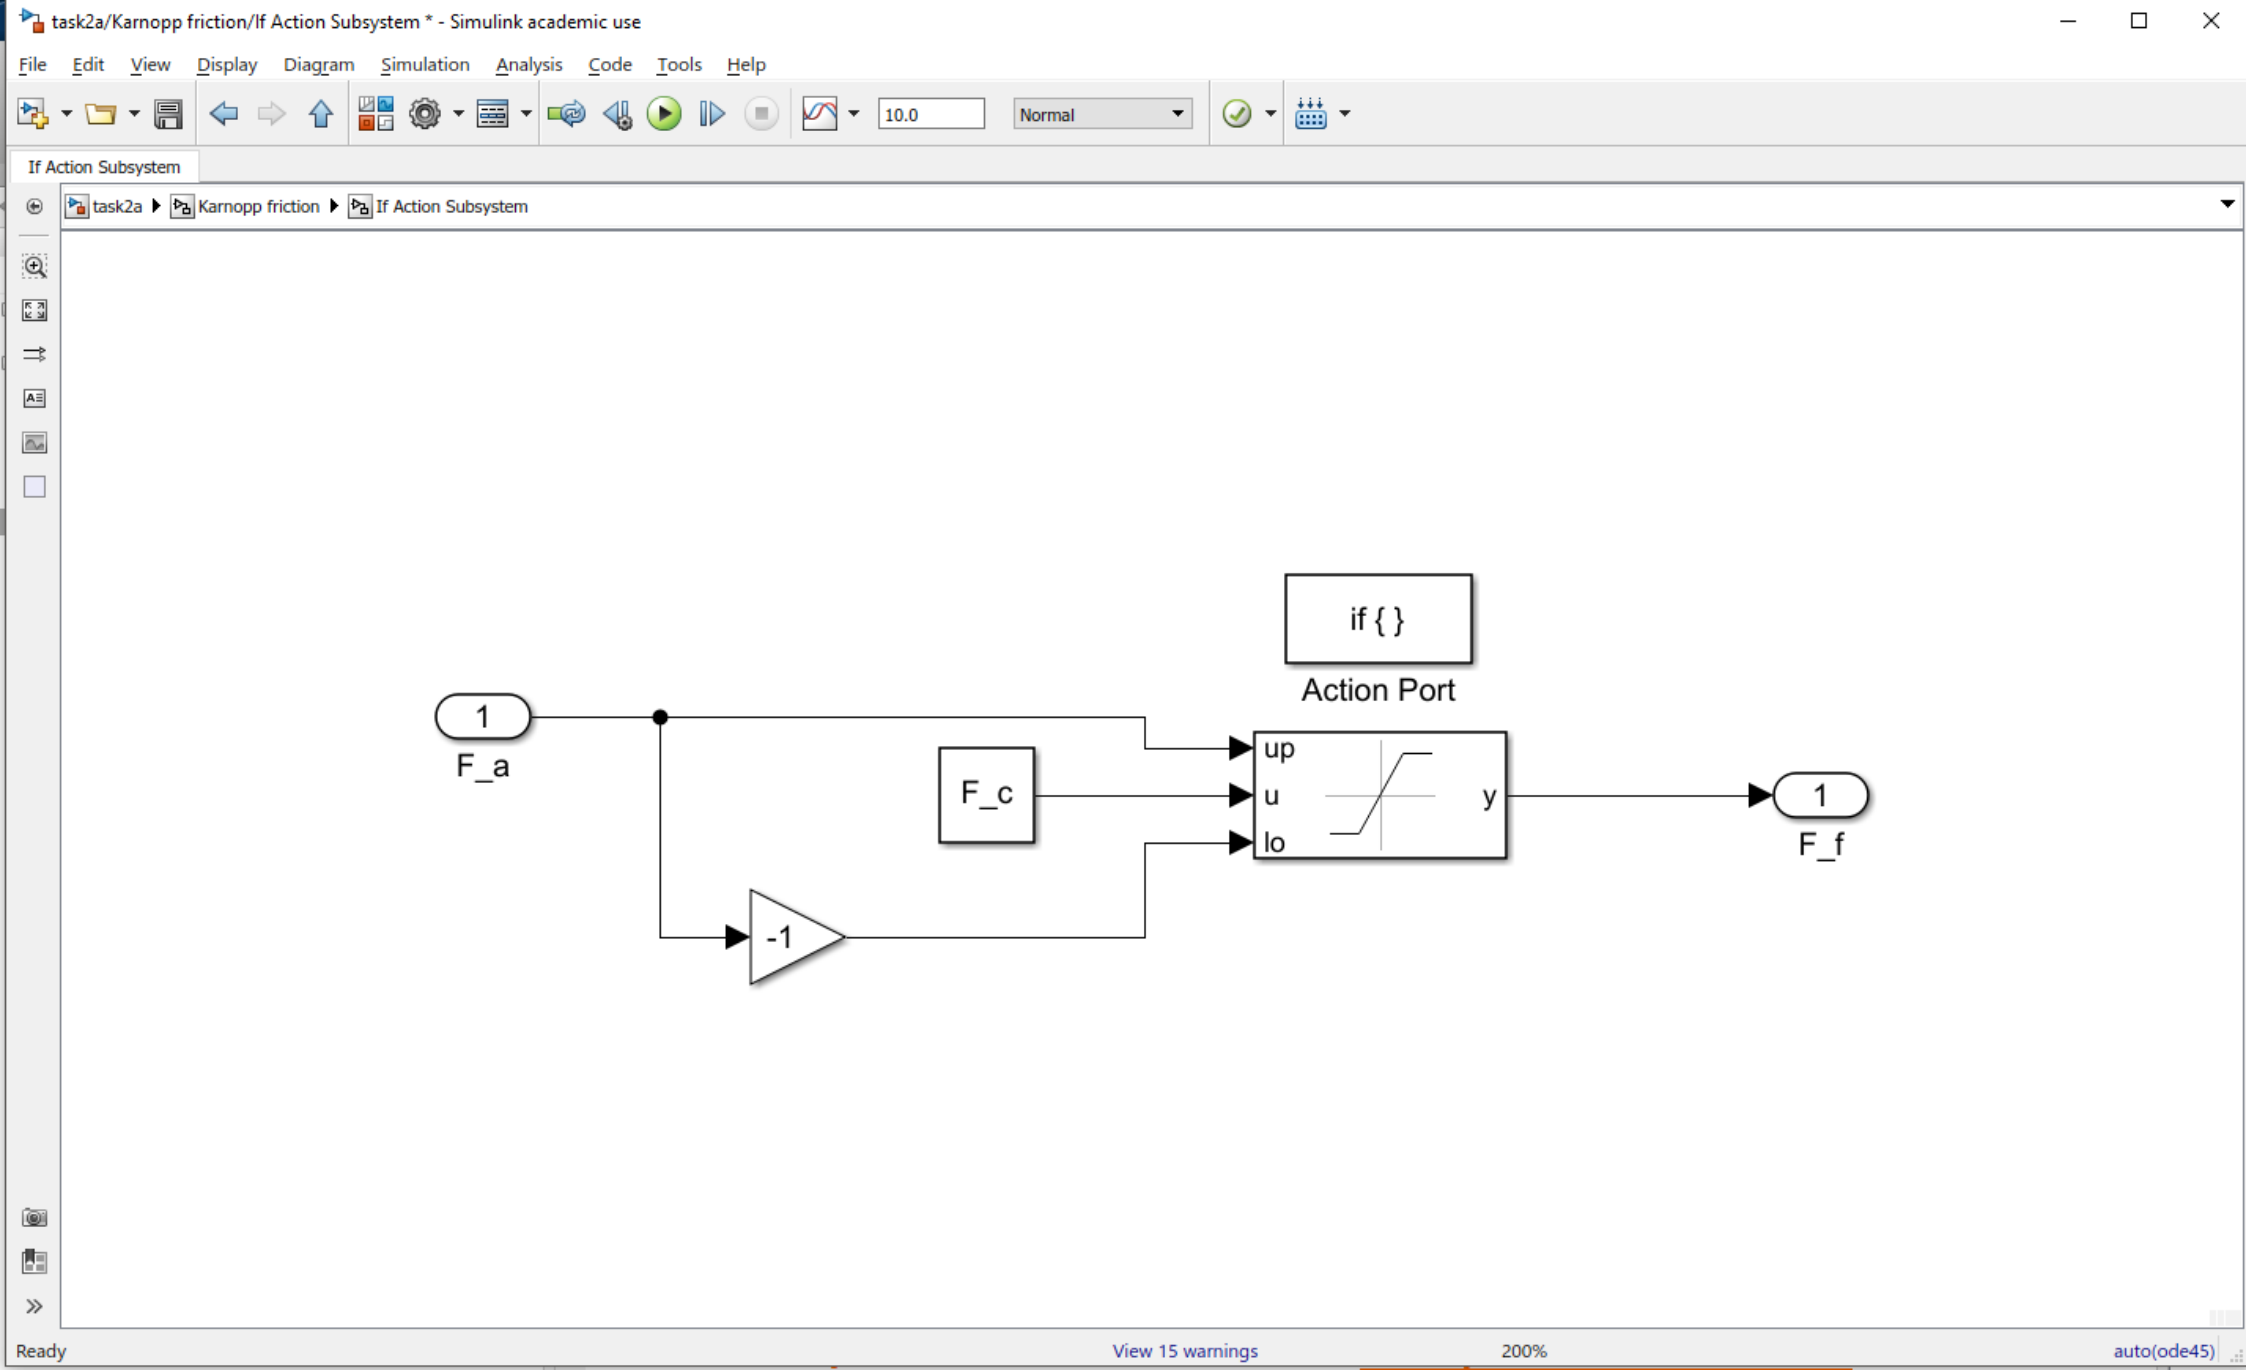 task2a/Karnopp friction/If Action Subsystem * - Simulink academic use
File Edit View Display Diagram Simulation Analysis Code Tools Help
10.0 Normal
If Action Subsystem
task2a Karnopp friction If Action Subsystem
if { }
Action Port
1
F_a
F_c
up
u
lo
y
1
F_f
-1
Ready View 15 warnings 200% auto(ode45)